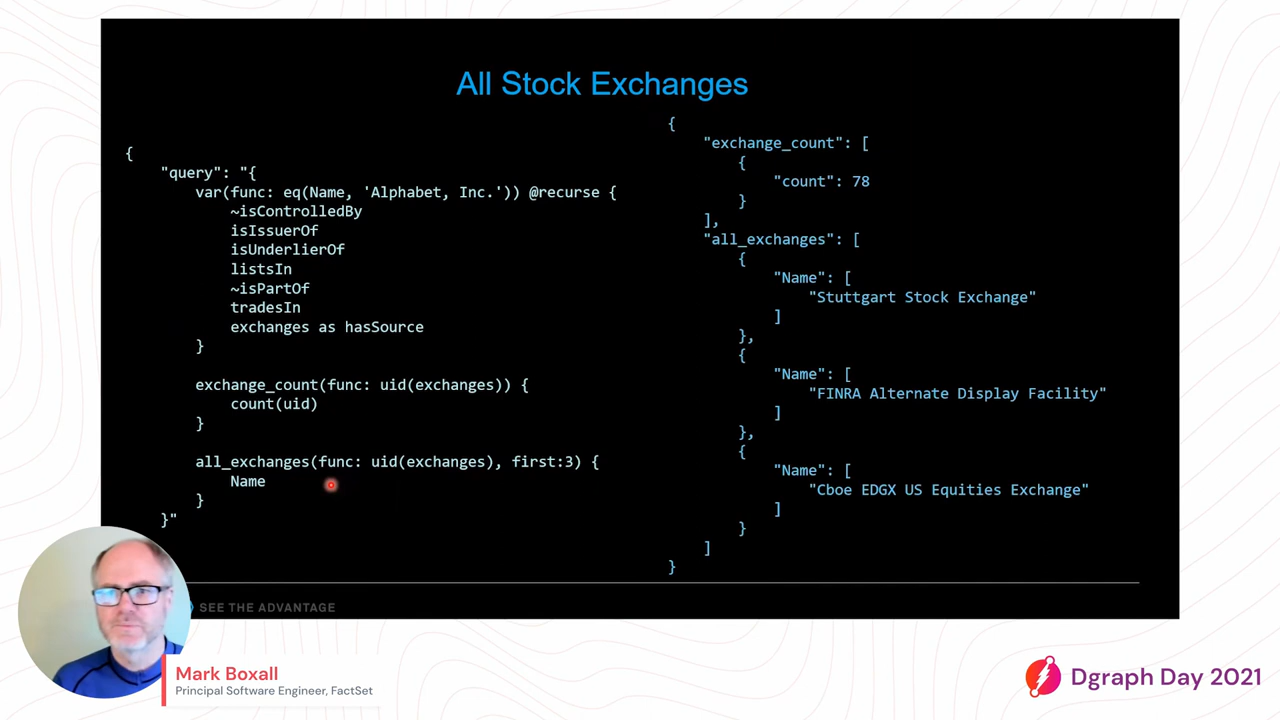 All Stock Exchanges
{
"query": "{
var(func: eq(Name, 'Alphabet, Inc.')) @recurse {
~isControlledBy
isIssuerOf
isUnderlierOf
listsIn
~isPartOf
tradesIn
exchanges as hasSource
}
exchange_count(func: uid(exchanges)) {
count(uid)
}
all_exchanges(func: uid(exchanges), first:3) {
Name
}
}"
{
"exchange_count": [
{
"count": 78
}
],
"all_exchanges": [
{
"Name": [
"Stuttgart Stock Exchange"
]
},
{
"Name": [
"FINRA Alternate Display Facility"
]
},
{
"Name": [
"Cboe EDGX US Equities Exchange"
]
}
]
}
SEE THE ADVANTAGE
Mark Boxall
Principal Software Engineer, FactSet
Dgraph Day 2021